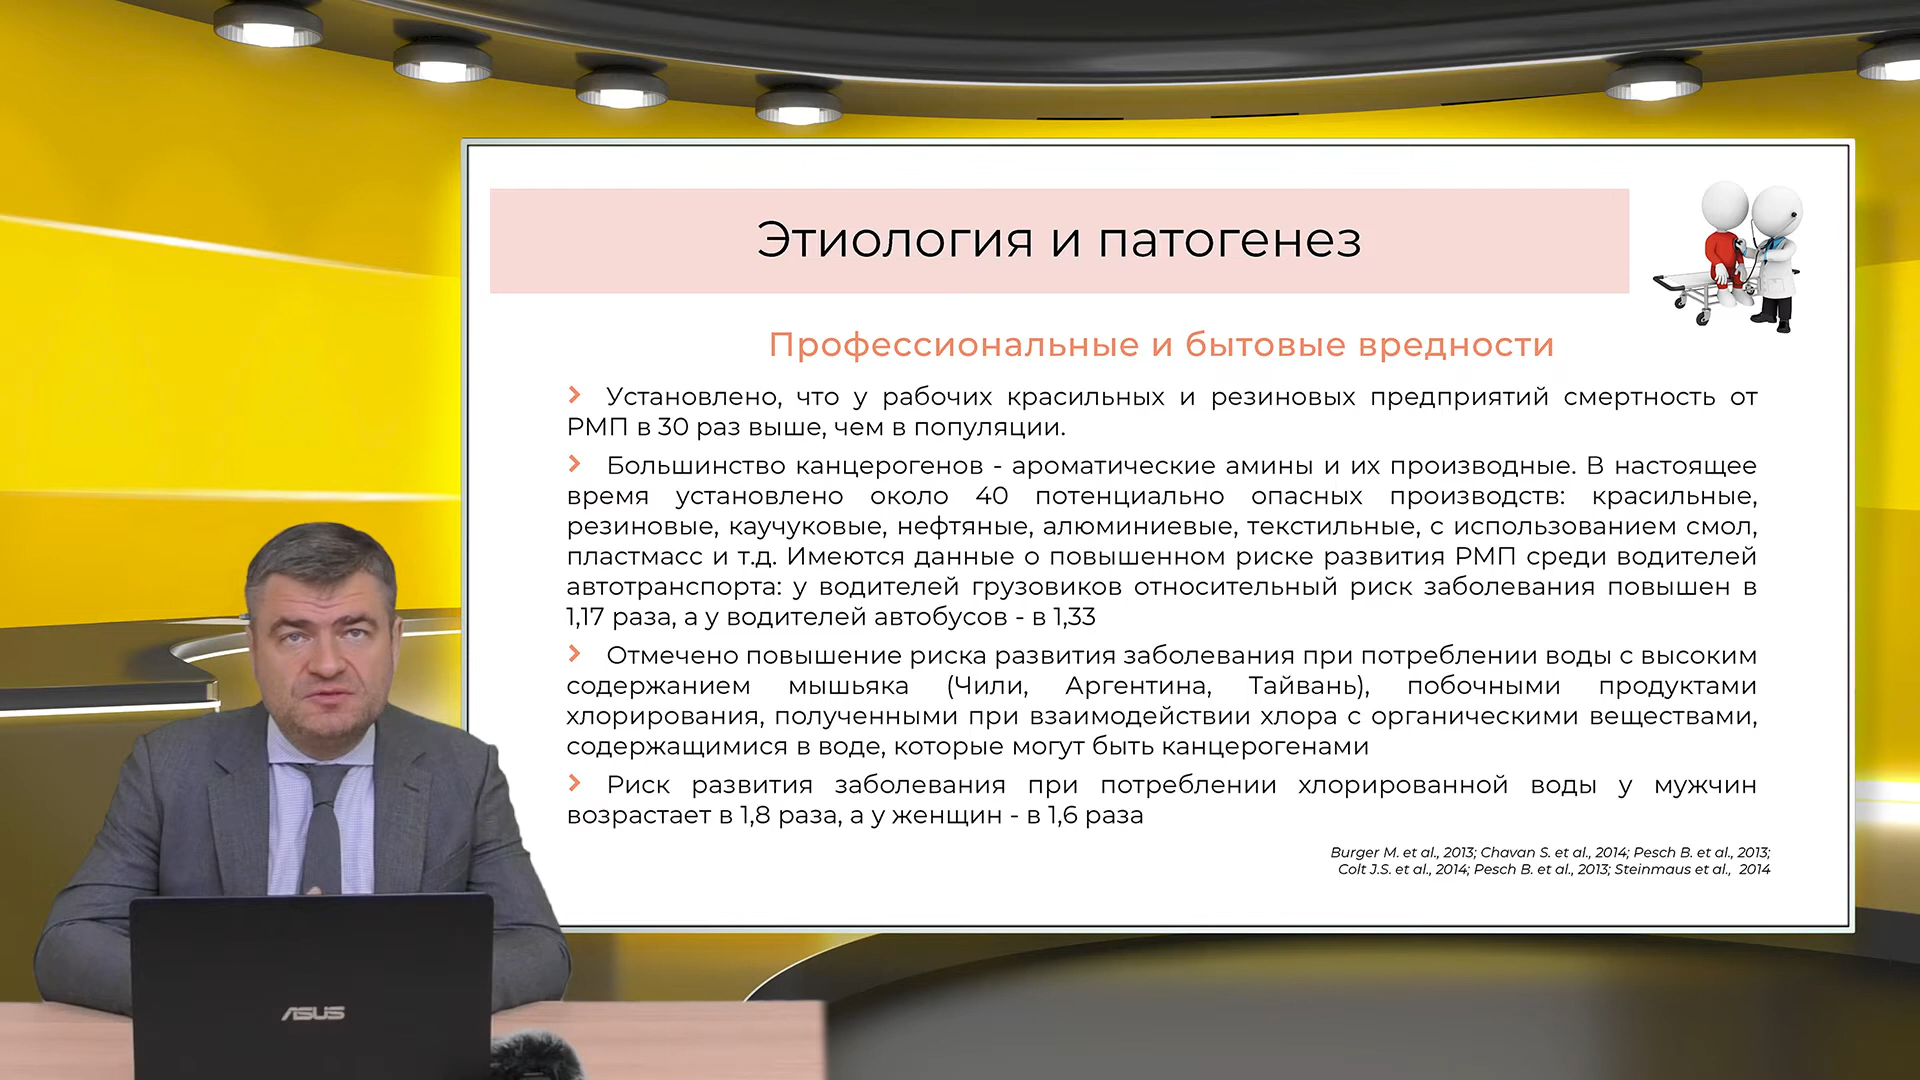 Этиология и патогенез
Профессиональные и бытовые вредности
Установлено, что у рабочих красильных и резиновых предприятий смертность от
РМП в 30 раз выше, чем в популяции.
Большинство канцерогенов - ароматические амины и их производные. В настоящее
время установлено около 40 потенциально опасных производств: красильные,
резиновые, каучуковые, нефтяные, алюминиевые, текстильные, с использованием смол,
пластмасс и т.д. Имеются данные о повышенном риске развития РМП среди водителей
автотранспорта: у водителей грузовиков относительный риск заболевания повышен в
1,17 раза, а у водителей автобусов - в 1,33
Отмечено повышение риска развития заболевания при потреблении воды с высоким
содержанием мышьяка (Чили, Аргентина, Тайвань), побочными продуктами
хлорирования, полученными при взаимодействии хлора с органическими веществами,
содержащимися в воде, которые могут быть канцерогенами
Риск развития заболевания при потреблении хлорированной воды у мужчин
возрастает в 1,8 раза, а у женщин - в 1,6 раза
Burger M. et al., 2013; Chavan S. et al., 2014; Pesch B. et al., 2013;
Colt J.S. et al., 2014; Pesch B. et al., 2013; Steinmaus et al., 2014
ASUS